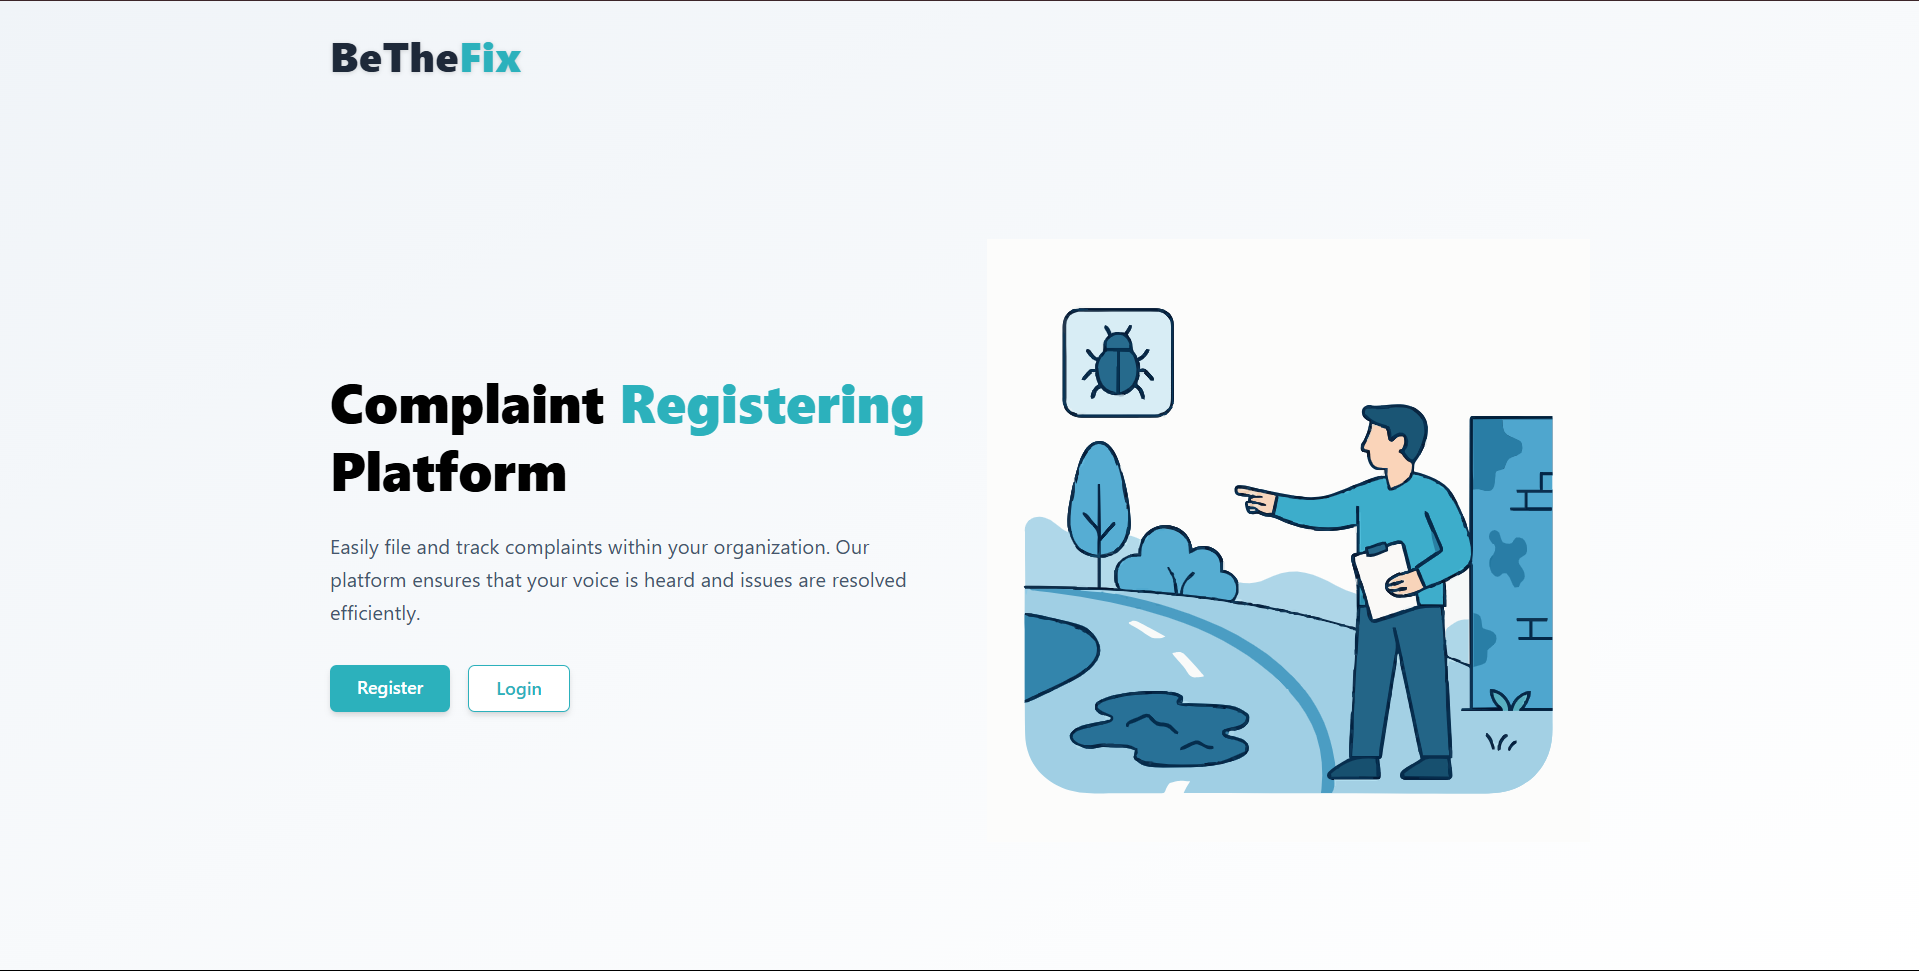 BeTheFix
Complaint Registering
Platform
Easily file and track complaints within your organization. Our
platform ensures that your voice is heard and issues are resolved
efficiently.
Register Login